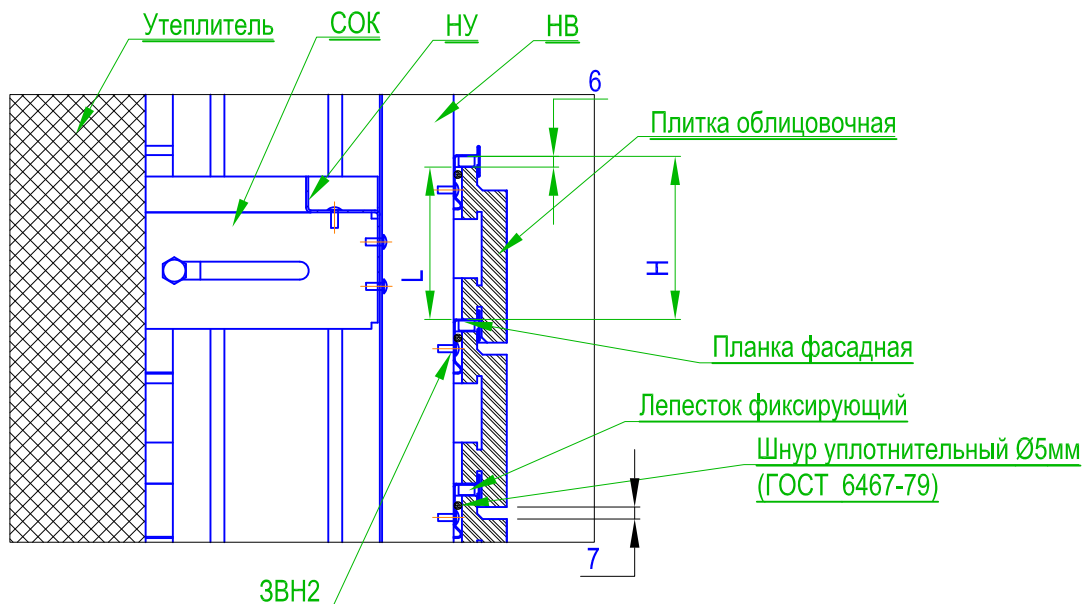 Утеплитель
СОК
НУ
НВ
6
Плитка облицовочная
L
H
Планка фасадная
Лепесток фиксирующий
Шнур уплотнительный Ø5мм
(ГОСТ 6467-79)
7
ЗВН2